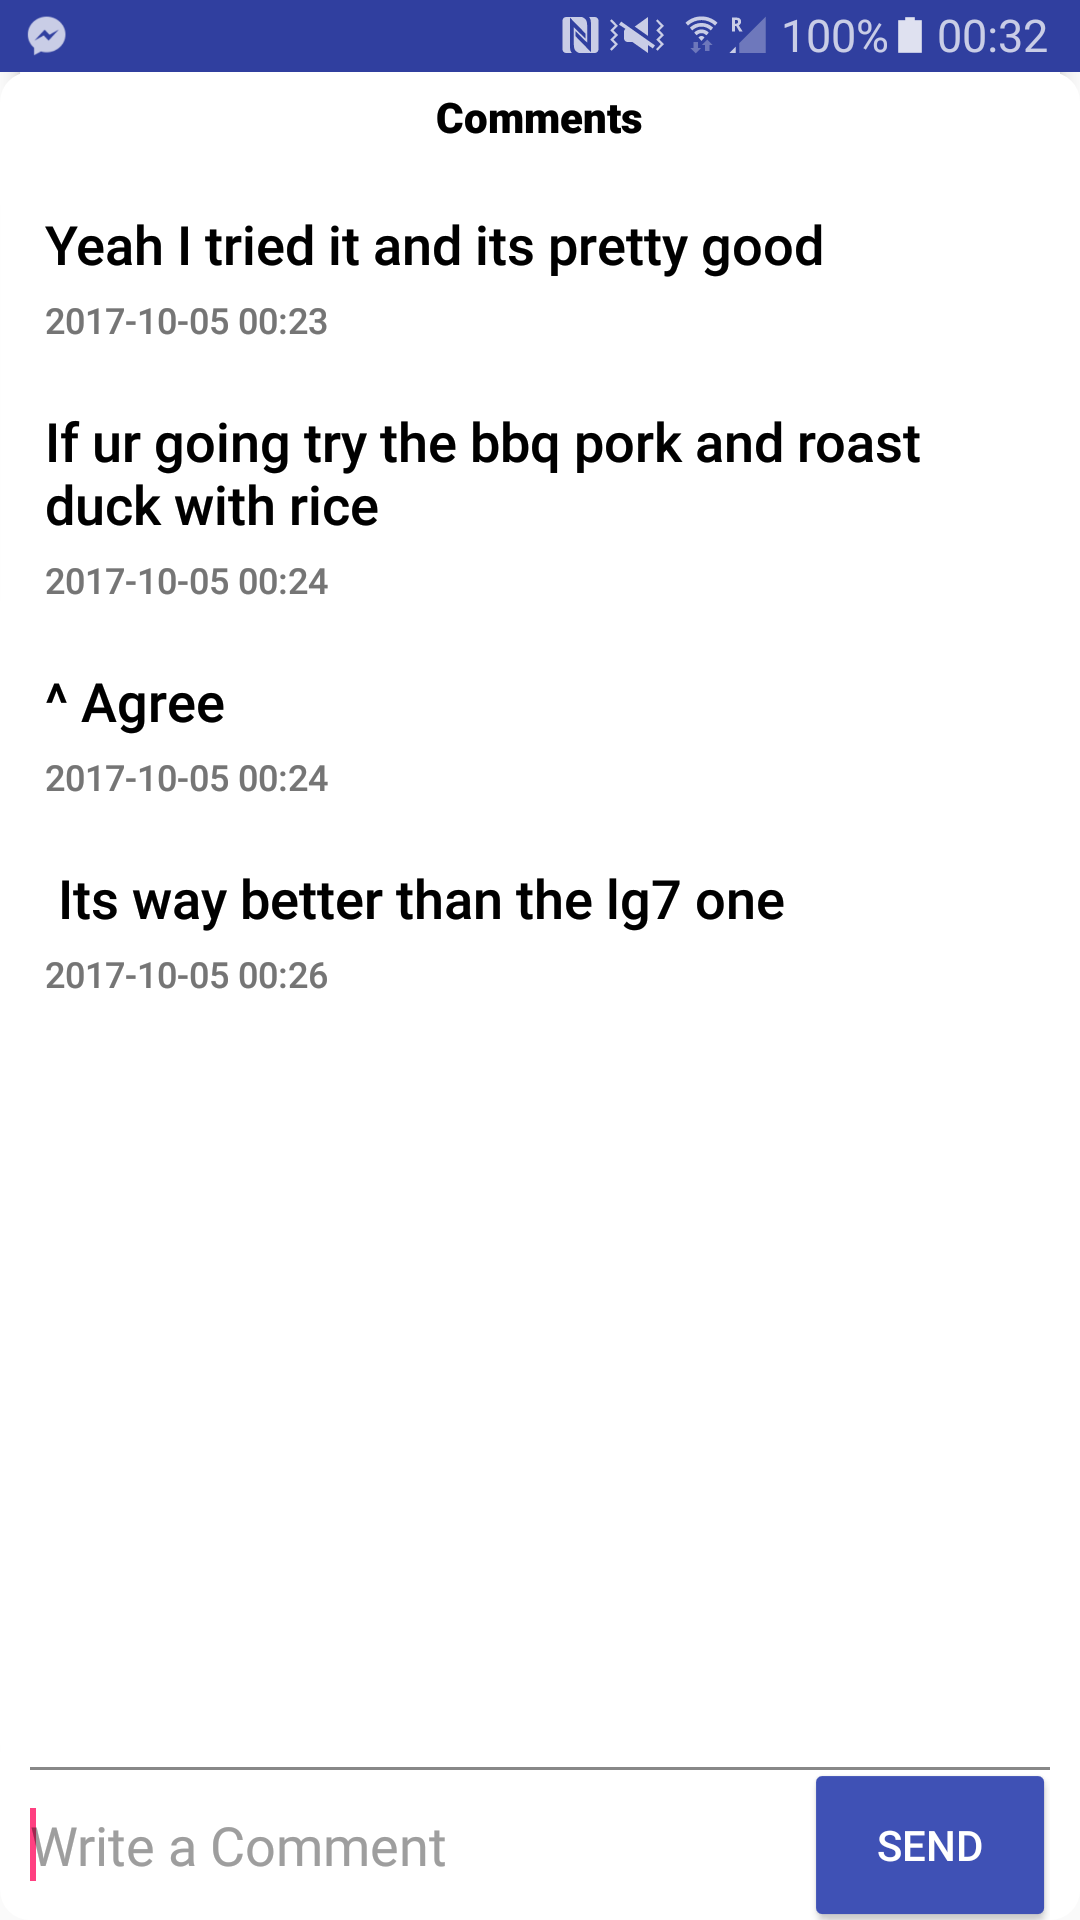 R 100% 00:32
Comments
Yeah I tried it and its pretty good
2017-10-05 00:23
If ur going try the bbq pork and roast
duck with rice
2017-10-05 00:24
^ Agree
2017-10-05 00:24
Its way better than the lg7 one
2017-10-05 00:26
Write a Comment
SEND